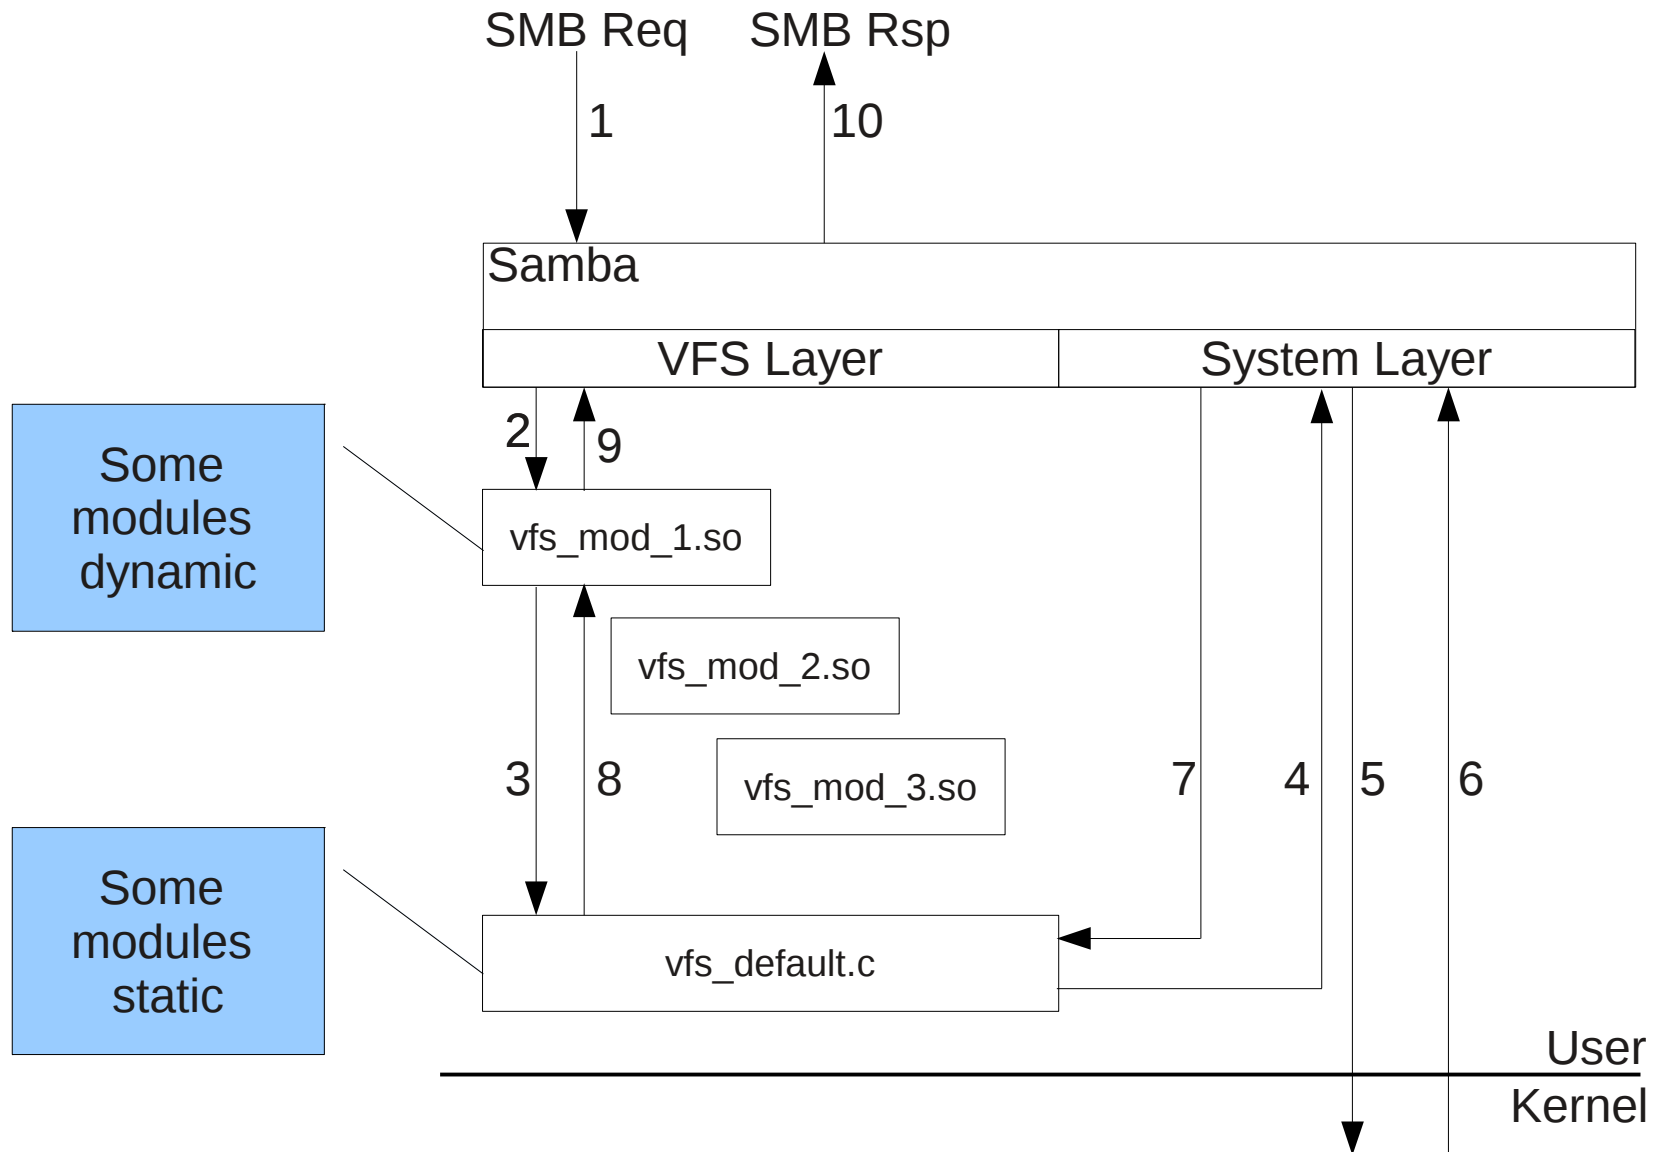 SMB Req
SMB Rsp
1
10
Samba
VFS Layer
System Layer
2
9
Some
modules
dynamic
vfs_mod_1.so
vfs_mod_2.so
3
8
vfs_mod_3.so
7
4
5
6
Some
modules
static
vfs_default.c
User
Kernel